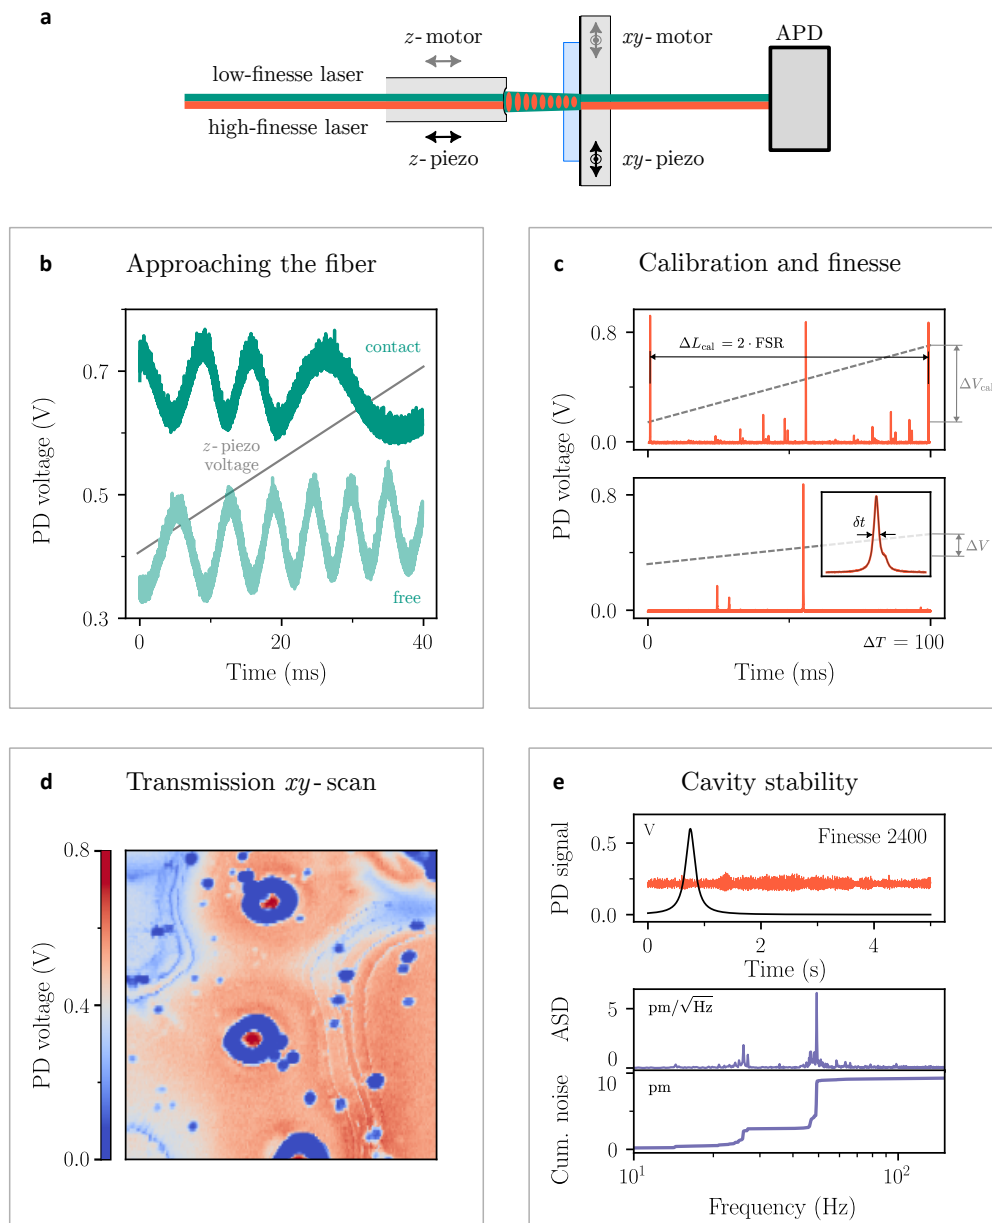 a
z-motor
xy-motor
APD
low-finesse laser
high-finesse laser
z-piezo
xy-piezo
b
Approaching the fiber
PD voltage (V)
0.7
0.5
0.3
contact
z-piezo
voltage
free
0
20
40
Time (ms)
c
Calibration and finesse
PD voltage (V)
0.8
0.0
ΔL_cal = 2 · FSR
ΔV_cal
0.8
0.0
δt
ΔV
0
ΔT = 100
Time (ms)
d
Transmission xy-scan
PD voltage (V)
0.8
0.4
0.0
e
Cavity stability
PD signal
V
Finesse 2400
0.5
0.0
0
2
4
Time (s)
ASD
pm/√Hz
5
0
Cum. noise
pm
10
0
10¹
10²
Frequency (Hz)